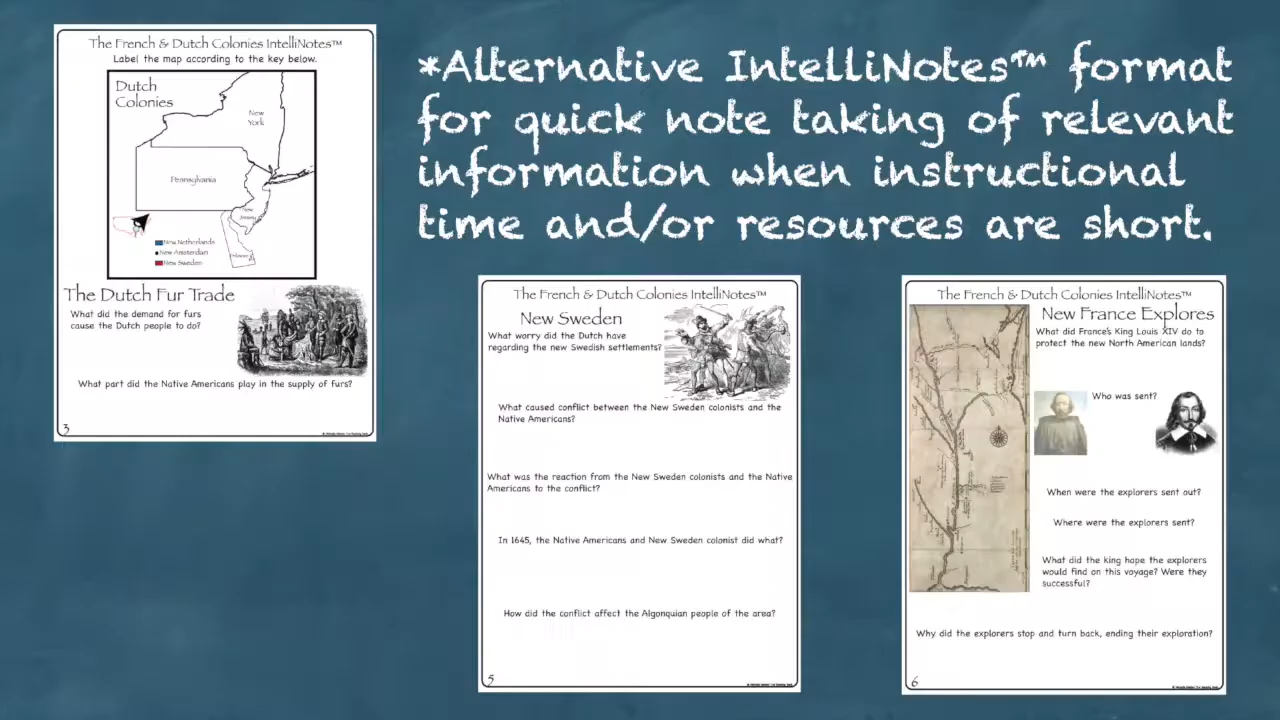 The French & Dutch Colonies IntelliNotes™
Label the map according to the key below.
Dutch
Colonies
New
York
Pennsylvania
New
Jersey
New Netherlands
New Amsterdam
New Sweden
The Dutch Fur Trade
What did the demand for furs
cause the Dutch people to do?
What part did the Native Americans play in the supply of furs?
3
*Alternative IntelliNotes™ format
for quick note taking of relevant
information when instructional
time and/or resources are short.
The French & Dutch Colonies IntelliNotes™
New Sweden
What worry did the Dutch have
regarding the new Swedish settlements?
What caused conflict between the New Sweden colonists and the
Native Americans?
What was the reaction from the New Sweden colonists and the Native
Americans to the conflict?
In 1645, the Native Americans and New Sweden colonist did what?
How did the conflict affect the Algonquian people of the area?
5
The French & Dutch Colonies IntelliNotes™
New France Explores
What did France's King Louis XIV do to
protect the new North American lands?
Who was sent?
When were the explorers sent out?
Where were the explorers sent?
What did the king hope the explorers
would find on this voyage? Were they
successful?
Why did the explorers stop and turn back, ending their exploration?
6